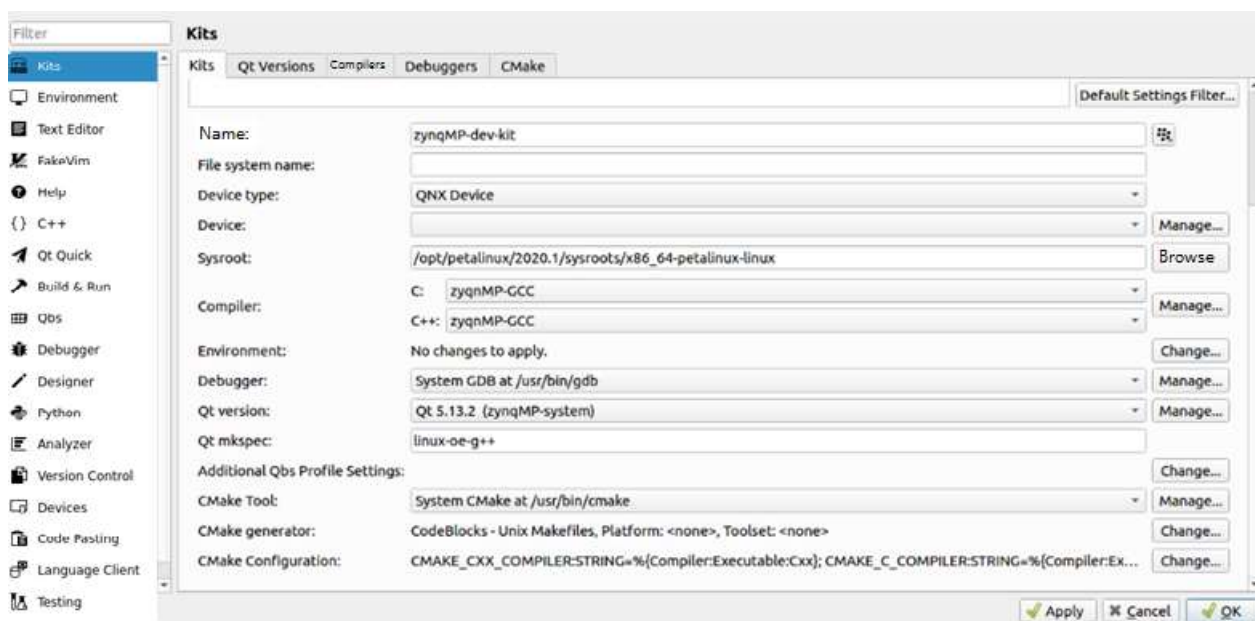 Filter
Kits
Environment
Text Editor
FakeVim
Help
{} C++
Qt Quick
Build & Run
Qbs
Debugger
Designer
Python
Analyzer
Version Control
Devices
Code Pasting
Language Client
Testing
Kits
Kits Qt Versions Compilers Debuggers CMake
Default Settings Filter...
Name: zynqMP-dev-kit
File system name:
Device type: QNX Device
Device: Manage...
Sysroot: /opt/petalinux/2020.1/sysroots/x86_64-petalinux-linux Browse
Compiler: C: zyqnMP-GCC Manage...
C++: zyqnMP-GCC
Environment: No changes to apply. Change...
Debugger: System GDB at /usr/bin/gdb Manage...
Qt version: Qt 5.13.2 (zynqMP-system) Manage...
Qt mkspec: linux-oe-g++
Additional Qbs Profile Settings: Change...
CMake Tool: System CMake at /usr/bin/cmake Manage...
CMake generator: CodeBlocks - Unix Makefiles, Platform: <none>, Toolset: <none> Change...
CMake Configuration: CMAKE_CXX_COMPILER:STRING=%{Compiler:Executable:Cxx}; CMAKE_C_COMPILER:STRING=%{Compiler:Ex... Change...
Apply Cancel OK